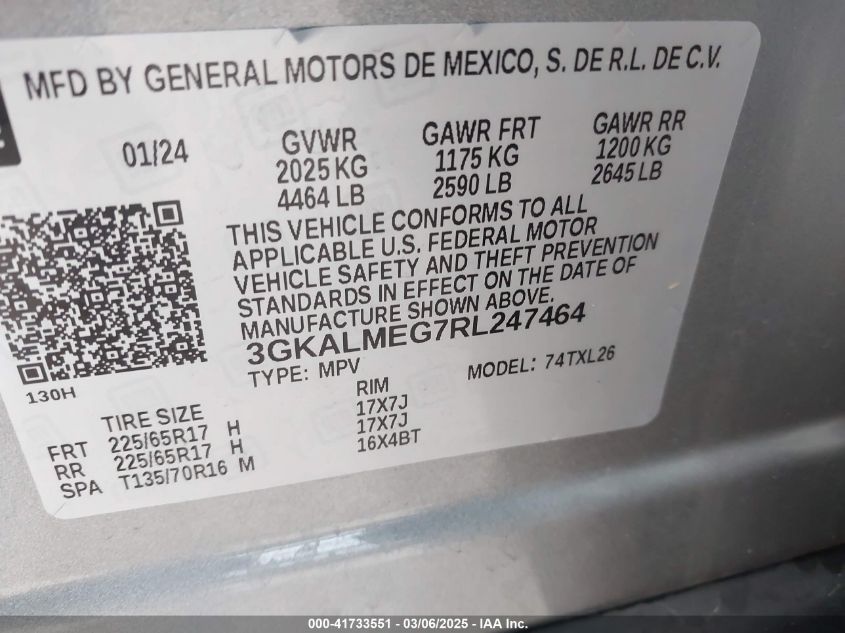 MFD BY GENERAL MOTORS DE MEXICO, S. DE R.L. DE C.V.
01/24
GVWR GAWR FRT GAWR RR
2025 KG 1175 KG 1200 KG
4464 LB 2590 LB 2645 LB
THIS VEHICLE CONFORMS TO ALL
APPLICABLE U.S. FEDERAL MOTOR
VEHICLE SAFETY AND THEFT PREVENTION
STANDARDS IN EFFECT ON THE DATE OF
MANUFACTURE SHOWN ABOVE.
3GKALMEG7RL247464
TYPE: MPV MODEL: 74TXL26
130H
TIRE SIZE RIM
FRT 225/65R17 H 17X7J
RR 225/65R17 H 17X7J
SPA T135/70R16 M 16X4BT
000-41733551 - 03/06/2025 - IAA Inc.